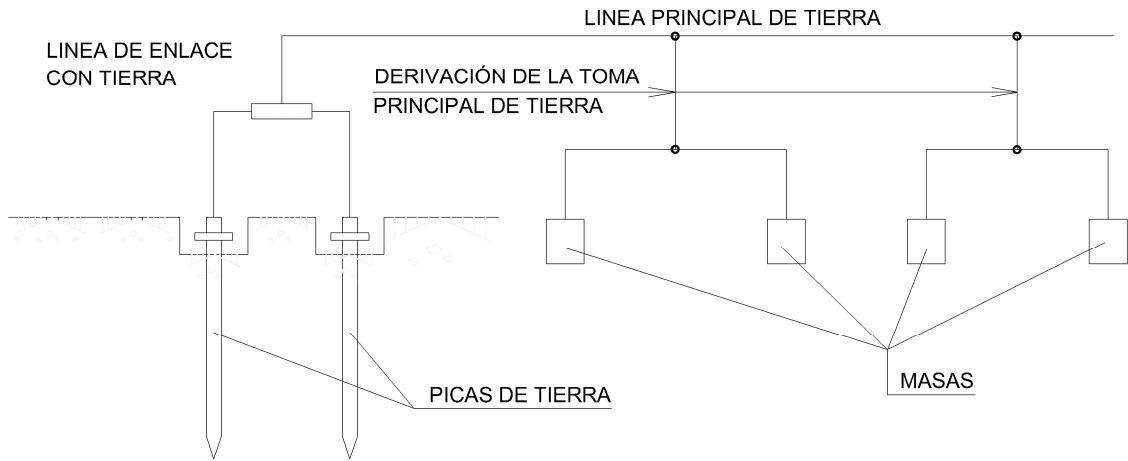 LINEA PRINCIPAL DE TIERRA
LINEA DE ENLACE
CON TIERRA
DERIVACIÓN DE LA TOMA
PRINCIPAL DE TIERRA
PICAS DE TIERRA
MASAS